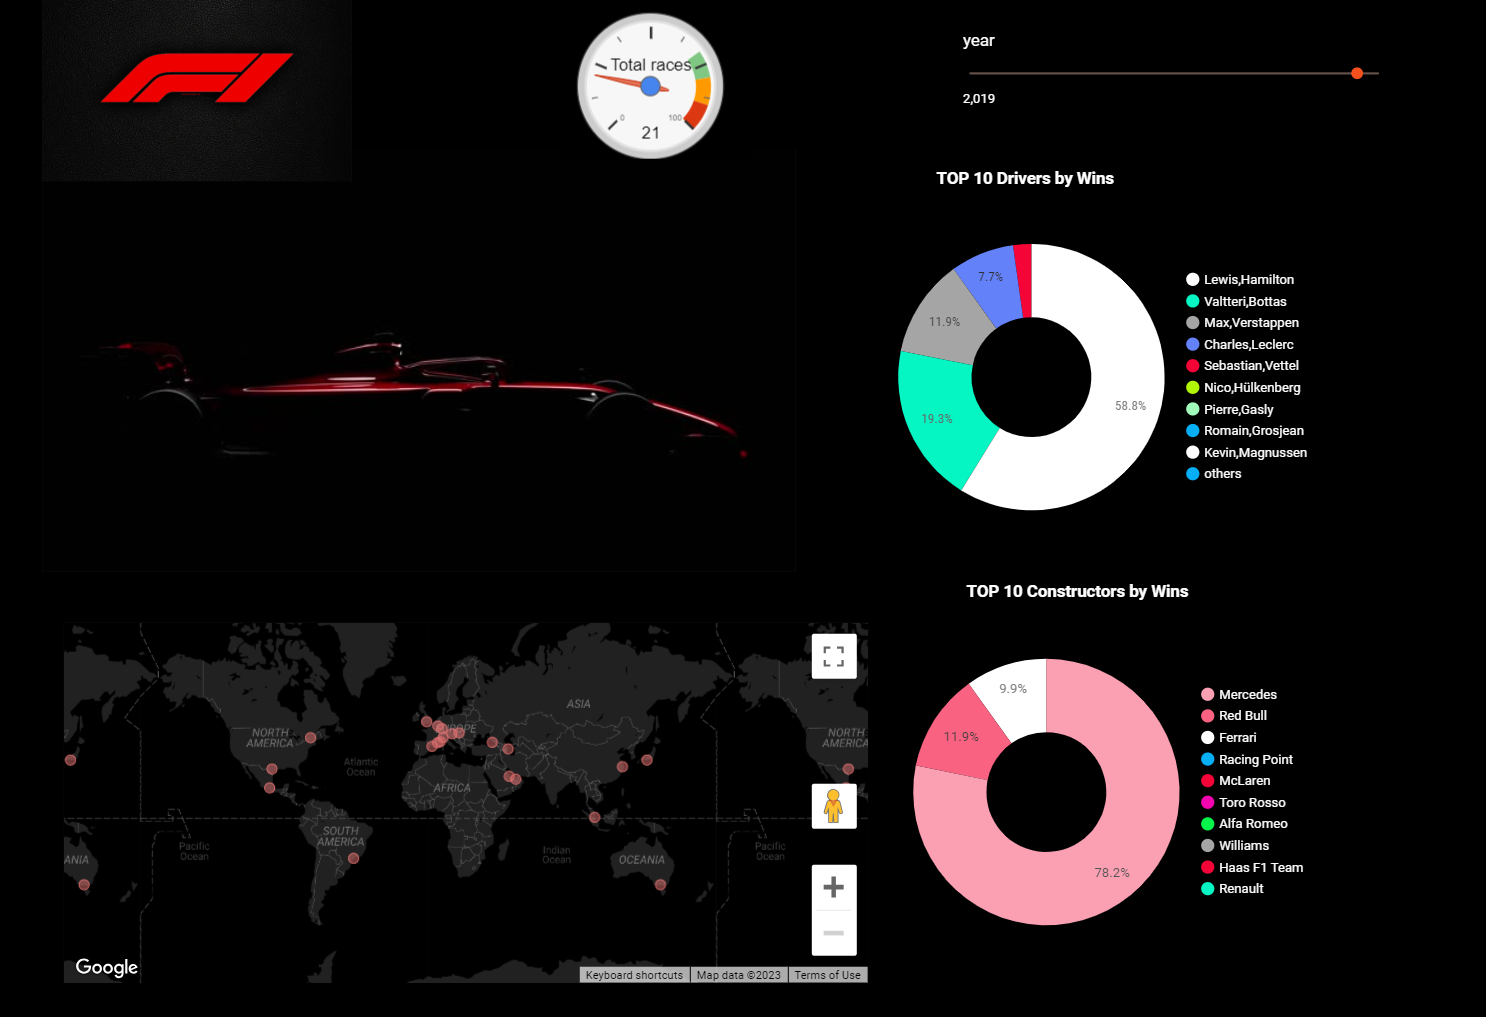 Total races
0
100
21
year
2,019
TOP 10 Drivers by Wins
7.7%
11.9%
19.3%
58.8%
Lewis,Hamilton
Valtteri,Bottas
Max,Verstappen
Charles,Leclerc
Sebastian,Vettel
Nico,Hülkenberg
Pierre,Gasly
Romain,Grosjean
Kevin,Magnussen
others
TOP 10 Constructors by Wins
9.9%
11.9%
78.2%
Mercedes
Red Bull
Ferrari
Racing Point
McLaren
Toro Rosso
Alfa Romeo
Williams
Haas F1 Team
Renault
ASIA
NORTH
AMERICA
Atlantic
Ocean
AFRICA
NORTH
AMERICA
SOUTH
AMERICA
Pacific
Ocean
Indian
Ocean
OCEANIA
Pacific
Ocean
ANIA
Google
Keyboard shortcuts
Map data ©2023
Terms of Use